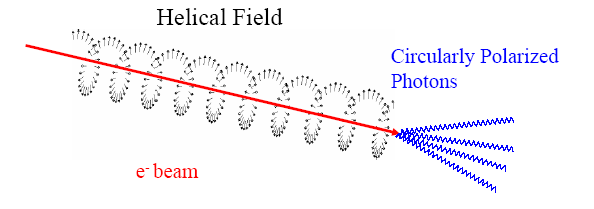 Helical Field
Circularly Polarized
Photons
e- beam